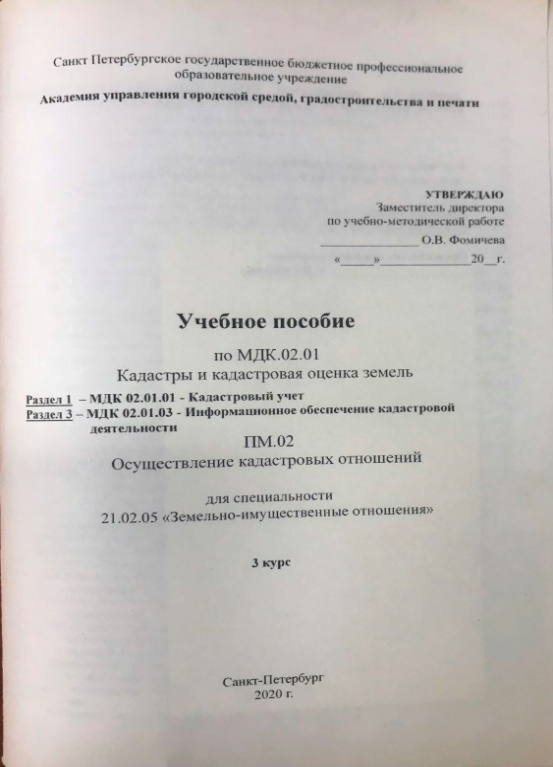 Санкт Петербургское государственное бюджетное профессиональное
образовательное учреждение
Академия управления городской средой, градостроительства и печати
УТВЕРЖДАЮ
Заместитель директора
по учебно-методической работе
________________ О.В. Фомичева
«_____»______________20__г.
Учебное пособие
по МДК.02.01
Кадастры и кадастровая оценка земель
Раздел 1 – МДК 02.01.01 - Кадастровый учет
Раздел 3 – МДК 02.01.03 - Информационное обеспечение кадастровой
деятельности
ПМ.02
Осуществление кадастровых отношений
для специальности
21.02.05 «Земельно-имущественные отношения»
3 курс
Санкт-Петербург
2020 г.